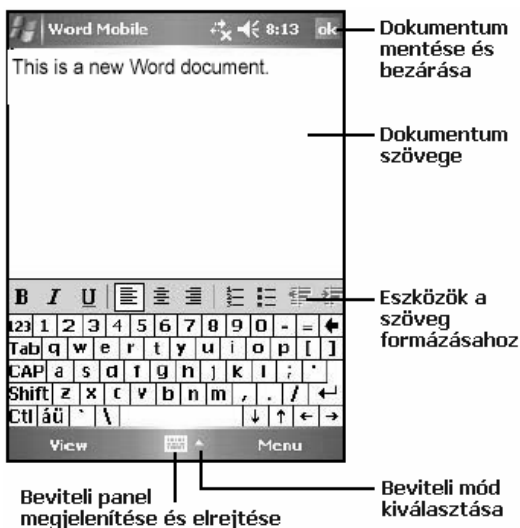 Word Mobile 8:13 ok
Dokumentum
mentése és
bezárása
This is a new Word document.
Dokumentum
szövege
B I U
Eszközök a
szöveg
formázásahoz
123 1 2 3 4 5 6 7 8 9 0 - =
Tab q w e r t y u i o p [ ]
CAP a s d f g h j k l ; '
Shift z x c v b n m , . /
Ctl áü ` \ ↓ ↑ ← →
View Menu
Beviteli panel
megjelenítése és elrejtése
Beviteli mód
kiválasztása